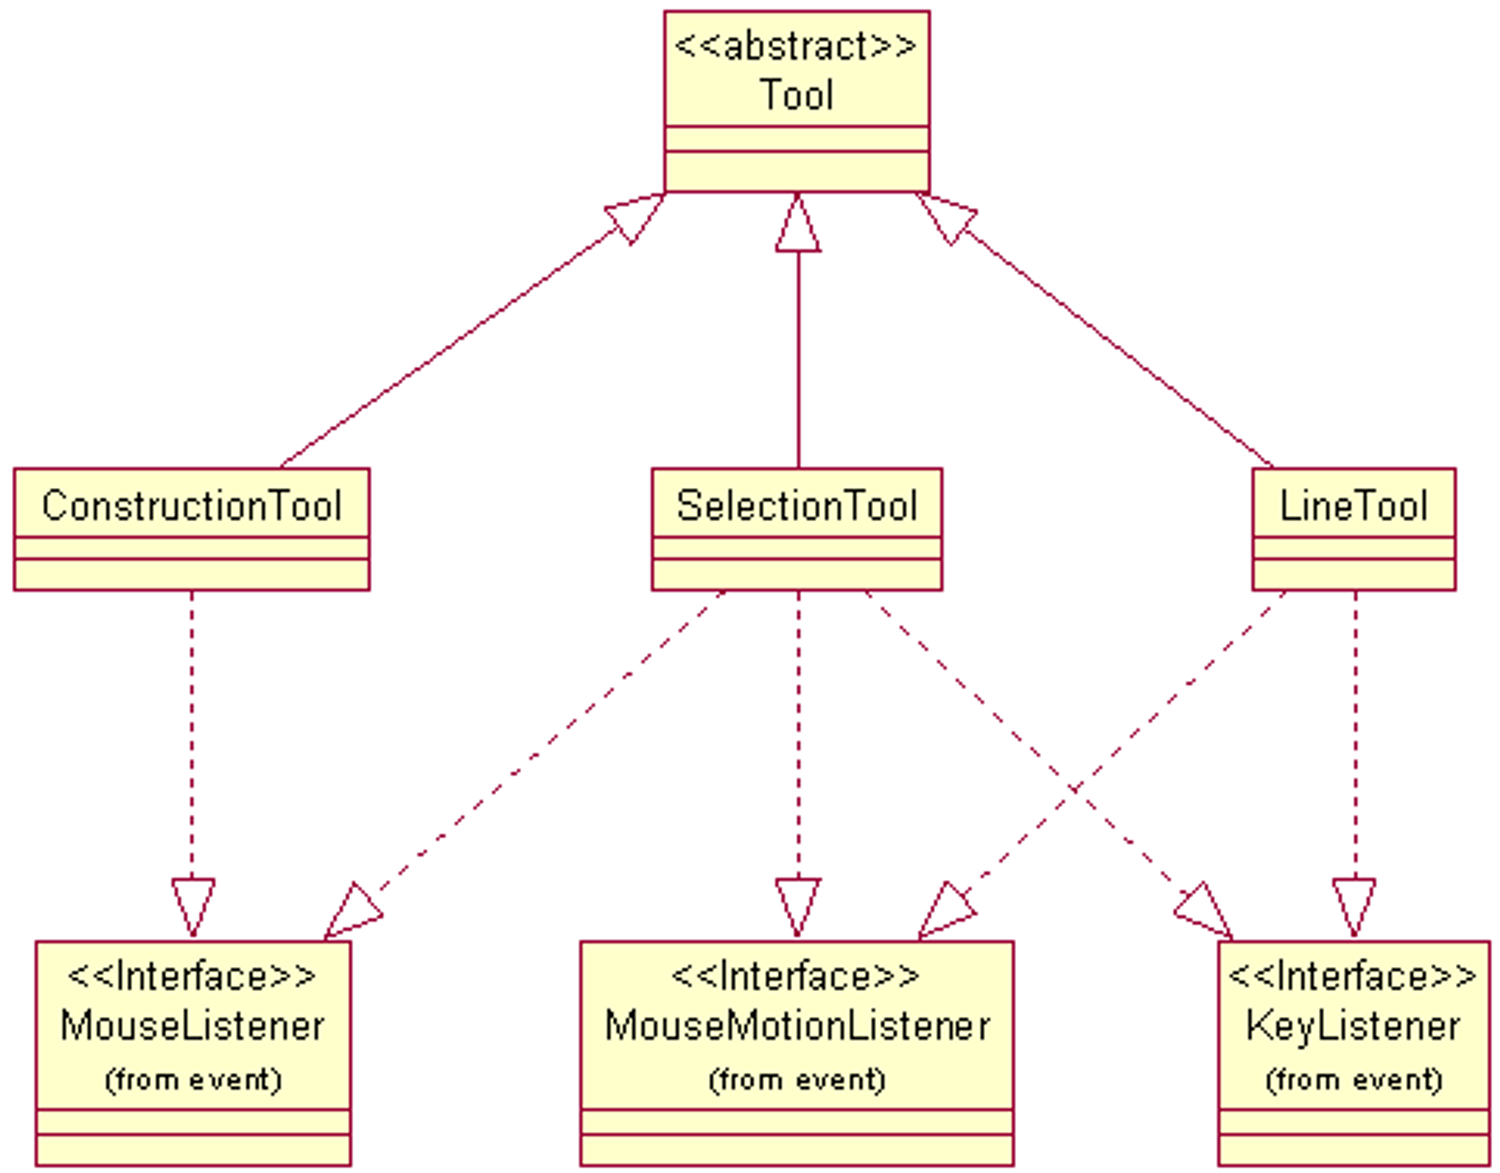 <<abstract>>
Tool
ConstructionTool
SelectionTool
LineTool
<<Interface>>
MouseListener
(from event)
<<Interface>>
MouseMotionListener
(from event)
<<Interface>>
KeyListener
(from event)